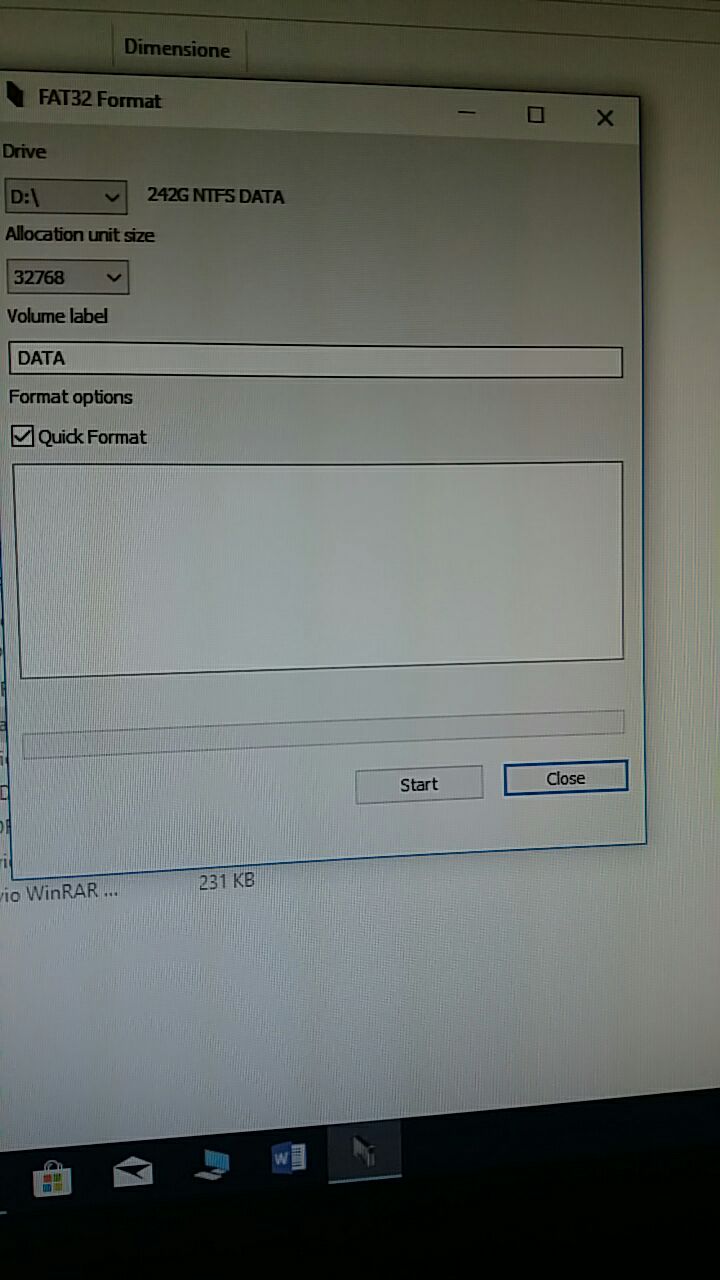 Dimensione
FAT32 Format
Drive
D:\ 242G NTFS DATA
Allocation unit size
32768
Volume label
DATA
Format options
Quick Format
Start
Close
vio WinRAR ... 231 KB
W